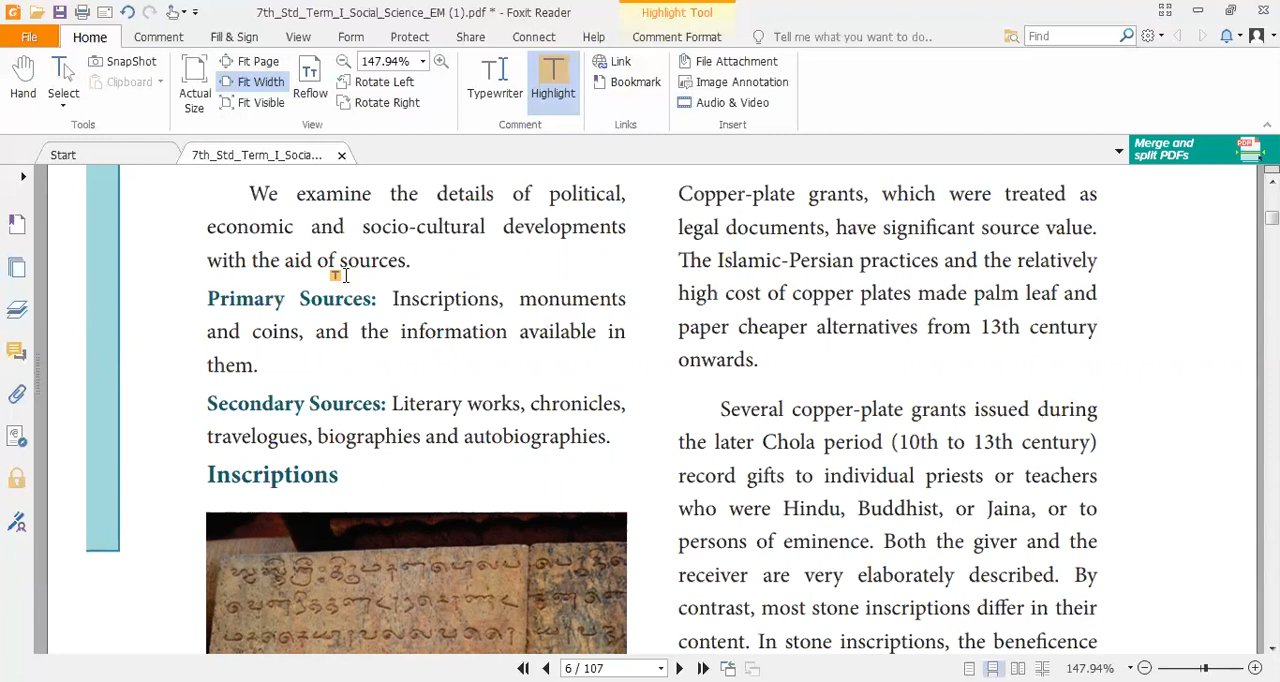 7th_Std_Term_I_Social_Science_EM (1).pdf * - Foxit Reader
Highlight Tool
File Home Comment Fill & Sign View Form Protect Share Connect Help Comment Format Tell me what you want to do.. Find
Hand
Select
SnapShot
Clipboard
Tools
Actual Size
Fit Page
Fit Width
Fit Visible
Reflow
147.94%
Rotate Left
Rotate Right
View
Typewriter
Highlight
Comment
Link
Bookmark
Links
File Attachment
Image Annotation
Audio & Video
Insert
Start
7th_Std_Term_I_Socia...
Merge and
split PDFs
We examine the details of political,
economic and socio-cultural developments
with the aid of sources.
Primary Sources: Inscriptions, monuments
and coins, and the information available in
them.
Secondary Sources: Literary works, chronicles,
travelogues, biographies and autobiographies.
Inscriptions
Copper-plate grants, which were treated as
legal documents, have significant source value.
The Islamic-Persian practices and the relatively
high cost of copper plates made palm leaf and
paper cheaper alternatives from 13th century
onwards.
Several copper-plate grants issued during
the later Chola period (10th to 13th century)
record gifts to individual priests or teachers
who were Hindu, Buddhist, or Jaina, or to
persons of eminence. Both the giver and the
receiver are very elaborately described. By
contrast, most stone inscriptions differ in their
content. In stone inscriptions, the beneficence
6 / 107
147.94%